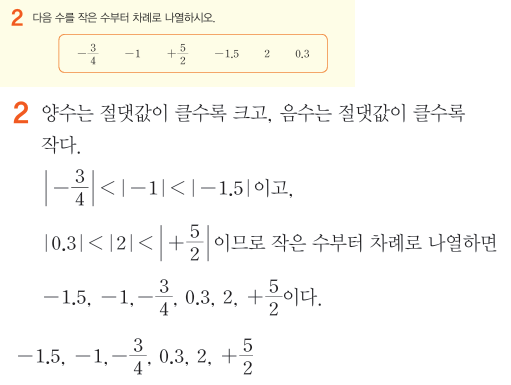 2 다음 수를 작은 수부터 차례로 나열하시오.
−3/4 −1 +5/2 −1.5 2 0.3
2 양수는 절댓값이 클수록 크고, 음수는 절댓값이 클수록
작다.
|−3/4|<|−1|<|−1.5|이고,
|0.3|<|2|<|+5/2|이므로 작은 수부터 차례로 나열하면
−1.5, −1, −3/4, 0.3, 2, +5/2이다.
−1.5, −1, −3/4, 0.3, 2, +5/2